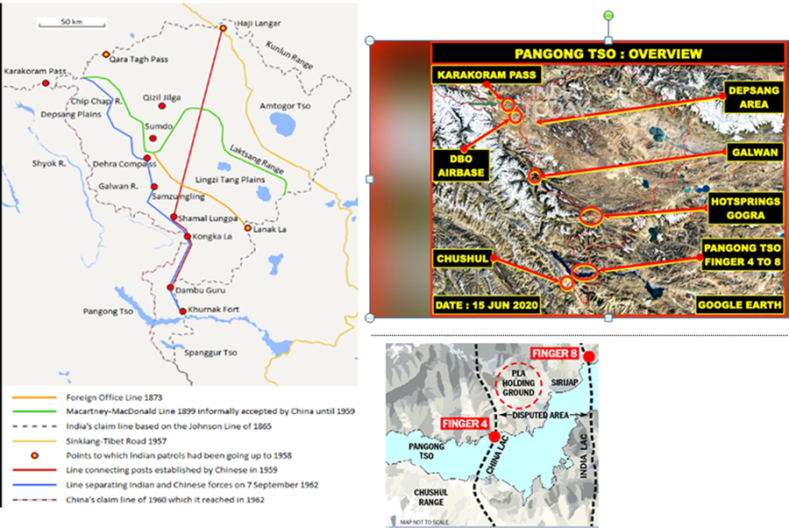 50 km
Haji Langar
Kunlun Range
Qara Tagh Pass
Karakoram Pass
Chip Chap R.
Qizil Jilga
Depsang Plains
Amtogor Tso
Sumdo
Laktsang Range
Shyok R.
Dehra Compass
Lingzi Tang Plains
Galwan R.
Samzungling
Shamal Lungpa
Lanak La
Kongka La
Dambu Guru
Khurnak Fort
Pangong Tso
Spanggur Tso
Foreign Office Line 1873
Macartney-MacDonald Line 1899 informally accepted by China until 1959
India's claim line based on the Johnson Line of 1865
Sinkiang-Tibet Road 1957
Points to which Indian patrols had been going up to 1958
Line connecting posts established by Chinese in 1959
Line separating Indian and Chinese forces on 7 September 1962
China's claim line of 1960 which it reached in 1962
PANGONG TSO : OVERVIEW
KARAKORAM PASS
DEPSANG
AREA
DBO
AIRBASE
GALWAN
HOTSPRINGS
GOGRA
CHUSHUL
PANGONG TSO
FINGER 4 TO 8
DATE : 15 JUN 2020
GOOGLE EARTH
FINGER 8
PLA
HOLDING
GROUND
SIRIJAP
FINGER 4
DISPUTED AREA
PANGONG
TSO
CHINA LAC
INDIA LAC
CHUSHUL
RANGE
MAP NOT TO SCALE